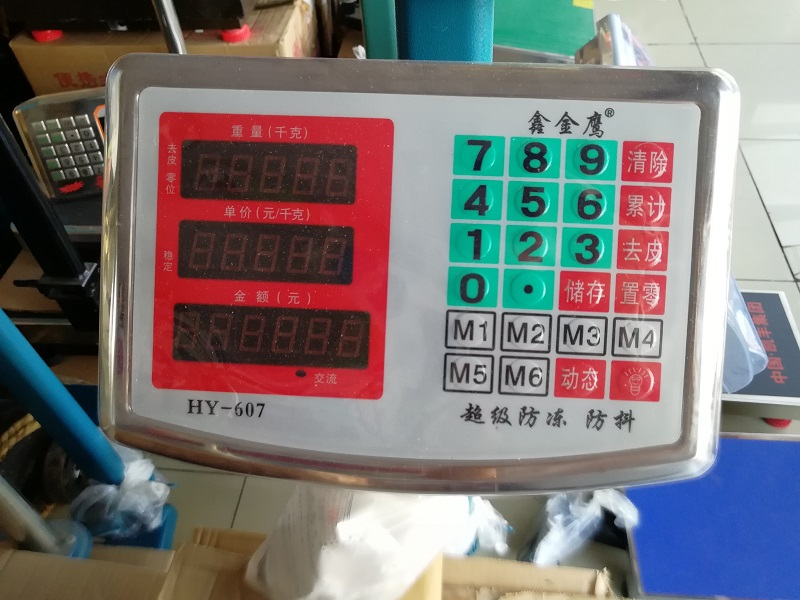 重量(千克)
去皮 零位
单价(元/千克)
稳定
金额(元)
交流
HY-607
鑫金鹰®
7 8 9 清除
4 5 6 累计
1 2 3 去皮
0 · 储存 置零
M1 M2 M3 M4
M5 M6 动态
超级防冻 防抖